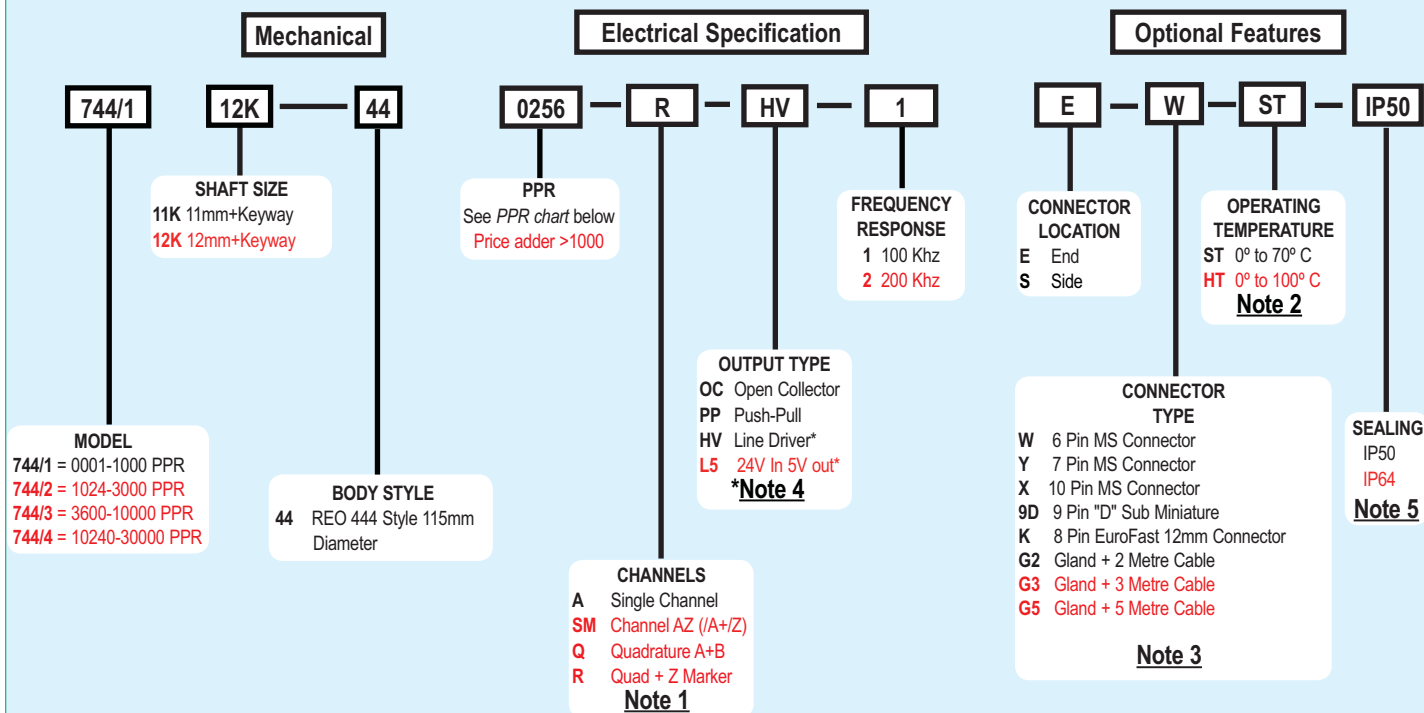 Mechanical
Electrical Specification
Optional Features
744/1
12K
44
0256
R
HV
1
E
W
ST
IP50
SHAFT SIZE
11K 11mm+Keyway
12K 12mm+Keyway
PPR
See PPR chart below
Price adder >1000
FREQUENCY
RESPONSE
1 100 Khz
2 200 Khz
CONNECTOR
LOCATION
E End
S Side
OPERATING
TEMPERATURE
ST 0º to 70º C
HT 0º to 100º C
Note 2
OUTPUT TYPE
OC Open Collector
PP Push-Pull
HV Line Driver*
L5 24V In 5V out*
*Note 4
CONNECTOR
TYPE
W 6 Pin MS Connector
Y 7 Pin MS Connector
X 10 Pin MS Connector
9D 9 Pin "D" Sub Miniature
K 8 Pin EuroFast 12mm Connector
G2 Gland + 2 Metre Cable
G3 Gland + 3 Metre Cable
G5 Gland + 5 Metre Cable
Note 3
SEALING
IP50
IP64
Note 5
MODEL
744/1 = 0001-1000 PPR
744/2 = 1024-3000 PPR
744/3 = 3600-10000 PPR
744/4 = 10240-30000 PPR
BODY STYLE
44 REO 444 Style 115mm
Diameter
CHANNELS
A Single Channel
SM Channel AZ (/A+/Z)
Q Quadrature A+B
R Quad + Z Marker
Note 1